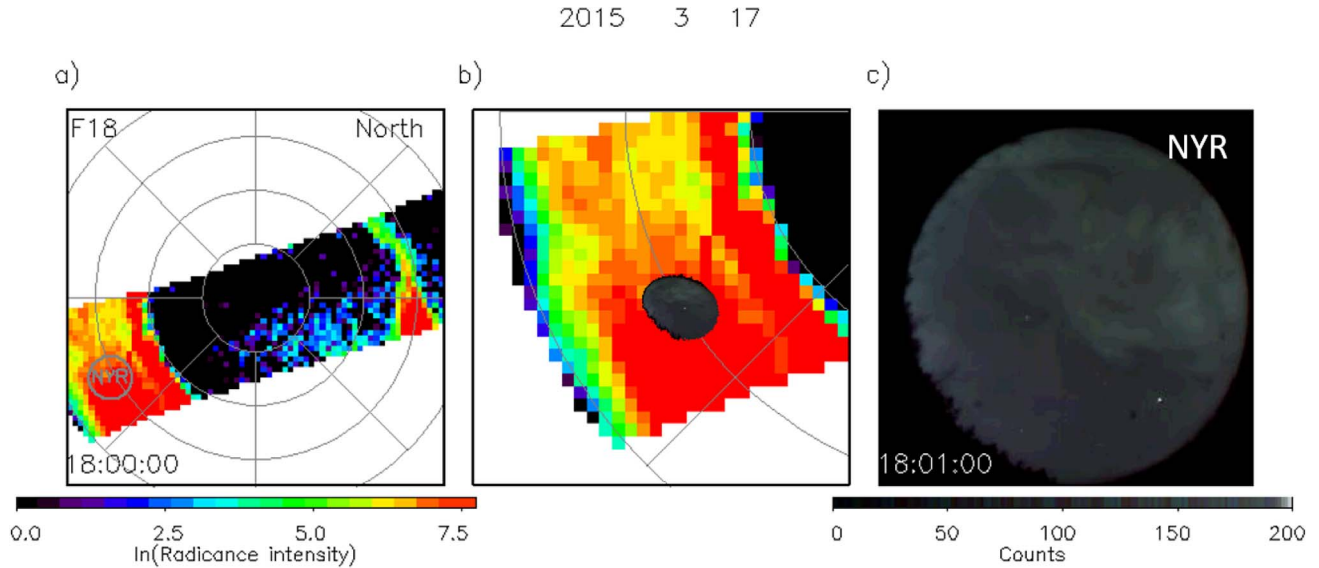 2015 3 17
a)
b)
c)
F18 North
NYR
NYR
18:00:00
18:01:00
0.0 2.5 5.0 7.5
ln(Radicance intensity)
0 50 100 150 200
Counts